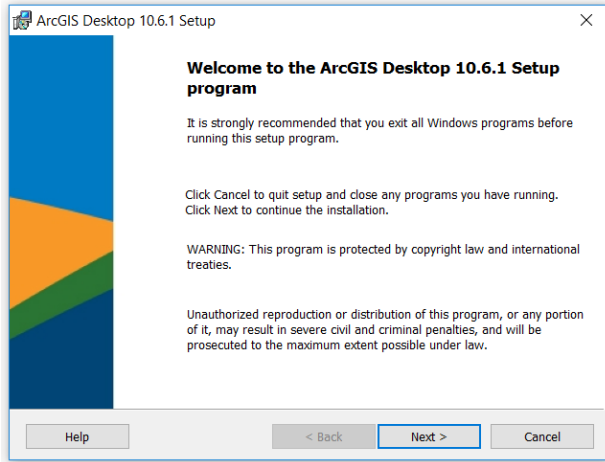 ArcGIS Desktop 10.6.1 Setup
Welcome to the ArcGIS Desktop 10.6.1 Setup
program
It is strongly recommended that you exit all Windows programs before
running this setup program.
Click Cancel to quit setup and close any programs you have running.
Click Next to continue the installation.
WARNING: This program is protected by copyright law and international
treaties.
Unauthorized reproduction or distribution of this program, or any portion
of it, may result in severe civil and criminal penalties, and will be
prosecuted to the maximum extent possible under law.
Help < Back Next > Cancel